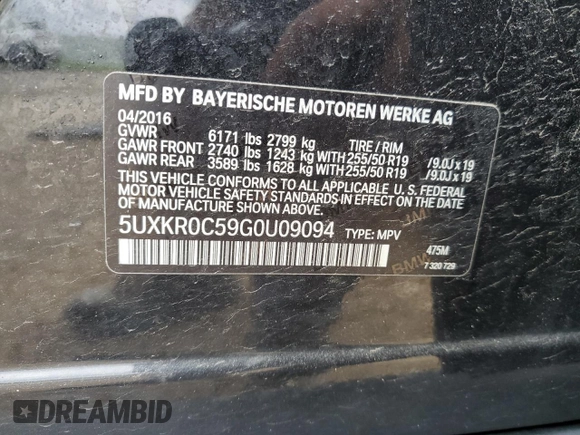 MFD BY BAYERISCHE MOTOREN WERKE AG
04/2016
GVWR 6171 lbs 2799 kg TIRE / RIM
GAWR FRONT 2740 lbs 1243 kg WITH 255/50 R19 /9.0J x 19
GAWR REAR 3589 lbs 1628 kg WITH 255/50 R19 /9.0J x 19
THIS VEHICLE CONFORMS TO ALL APPLICABLE U.S. FEDERAL
MOTOR VEHICLE SAFETY STANDARDS IN EFFECT ON THE DATE
OF MANUFACTURE SHOWN ABOVE.
5UXKR0C59G0U09094 TYPE: MPV
475M
BMW
7 320 729
DREAMBID